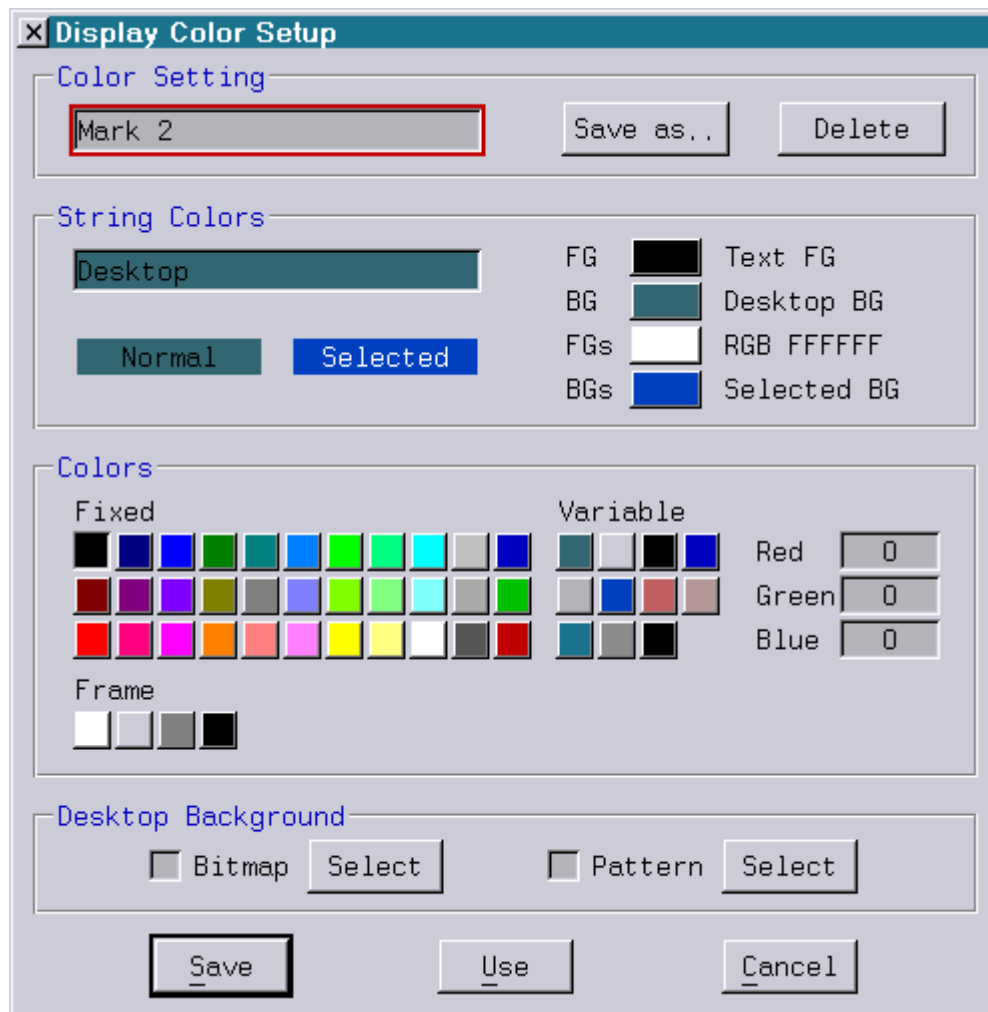 Display Color Setup
Color Setting
Mark 2 Save as.. Delete
String Colors
Desktop FG Text FG
BG Desktop BG
Normal Selected FGs RGB FFFFFF
BGs Selected BG
Colors
Fixed Variable
Red 0
Green 0
Blue 0
Frame
Desktop Background
Bitmap Select Pattern Select
Save Use Cancel